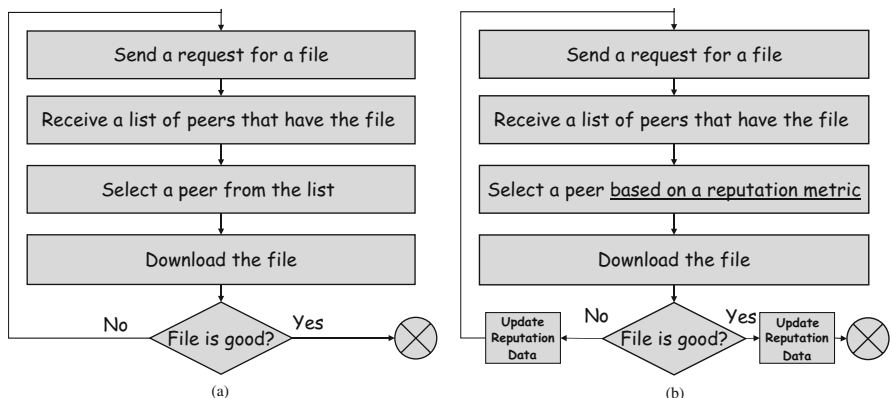 Send a request for a file
Receive a list of peers that have the file
Select a peer from the list
Download the file
No
File is good?
Yes
(a)
Send a request for a file
Receive a list of peers that have the file
Select a peer based on a reputation metric
Download the file
Update
Reputation
Data
No
File is good?
Yes
Update
Reputation
Data
(b)